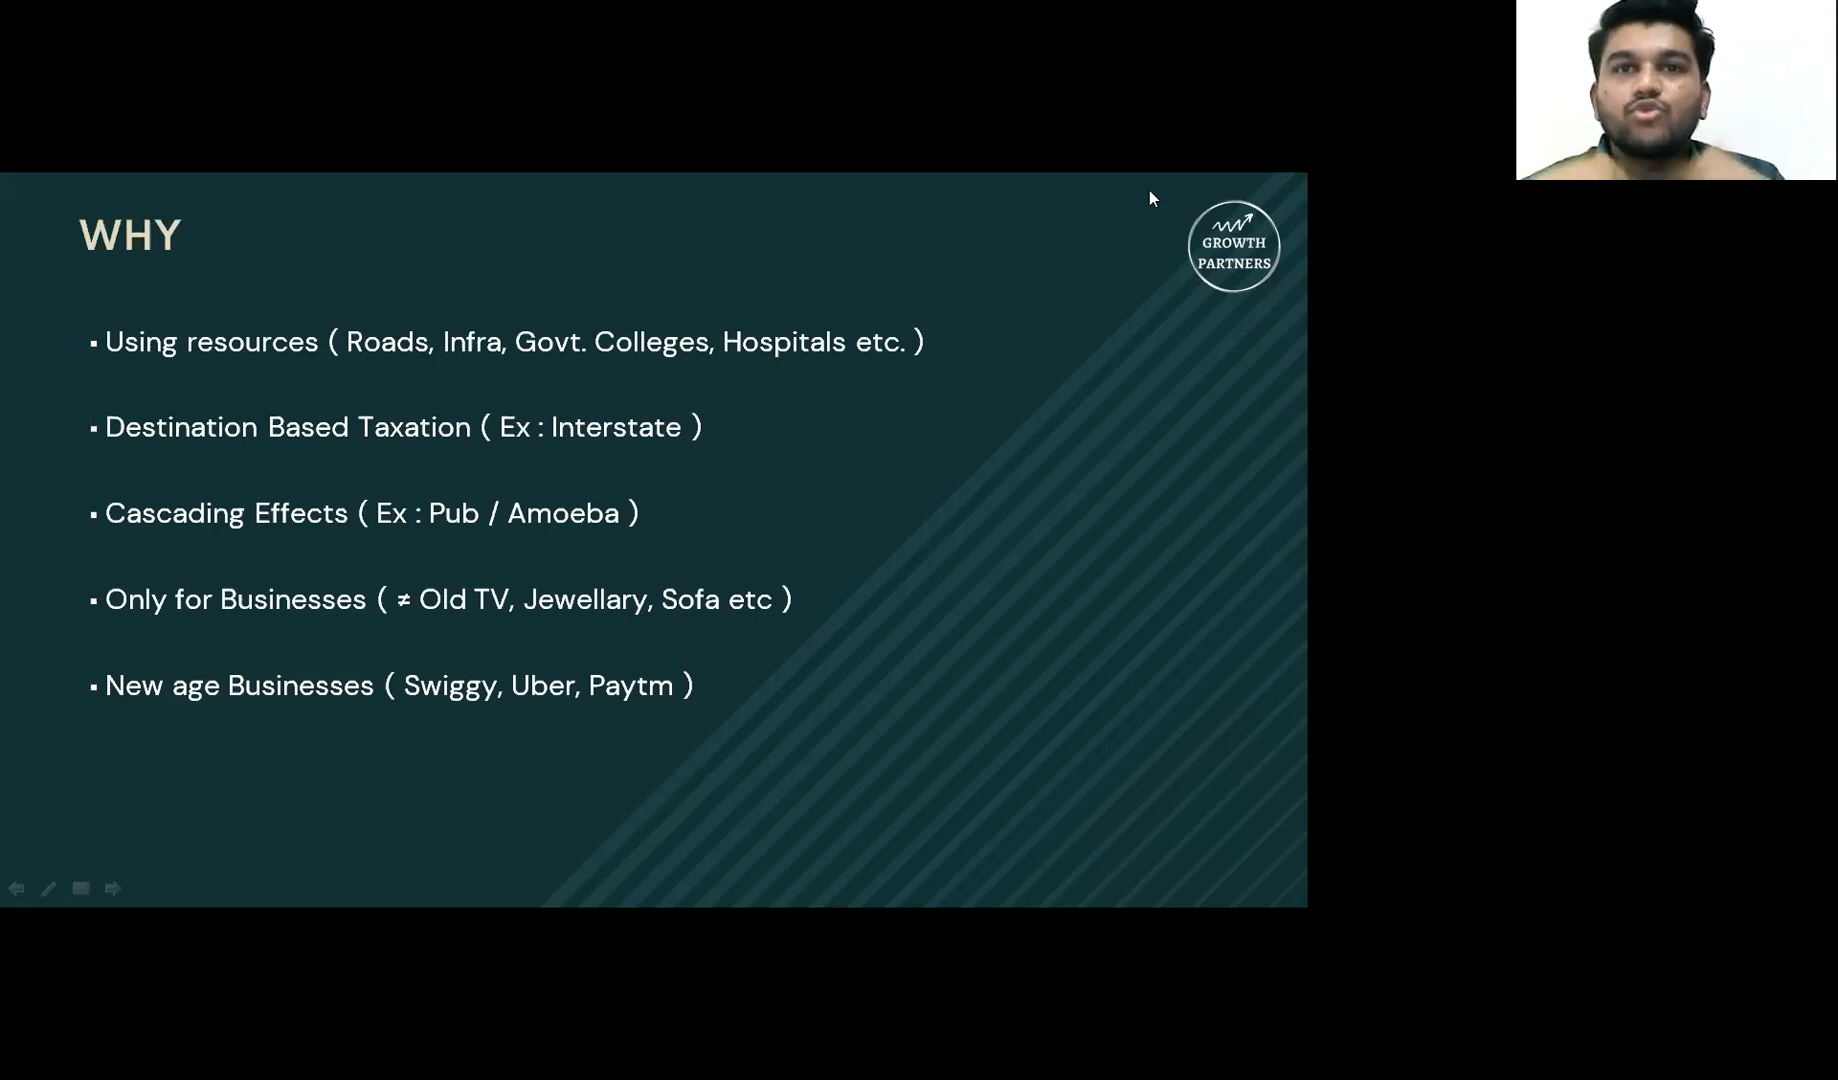 WHY
GROWTH
PARTNERS
▪ Using resources ( Roads, Infra, Govt. Colleges, Hospitals etc. )
▪ Destination Based Taxation ( Ex : Interstate )
▪ Cascading Effects ( Ex : Pub / Amoeba )
▪ Only for Businesses ( ≠ Old TV, Jewellary, Sofa etc )
▪ New age Businesses ( Swiggy, Uber, Paytm )